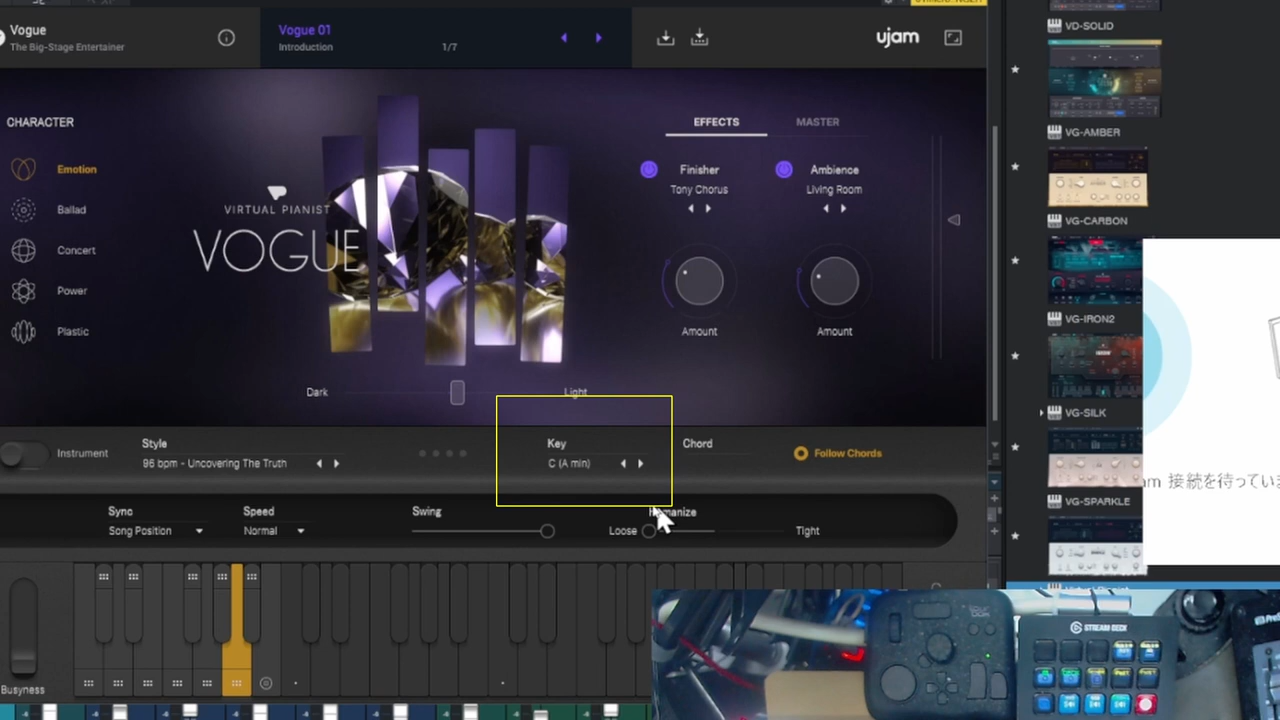 Vogue
The Big-Stage Entertainer
Vogue 01
Introduction
1/7
ujam
CHARACTER
Emotion
Ballad
Concert
Power
Plastic
VIRTUAL PIANIST
VOGUE
EFFECTS
MASTER
Finisher
Tony Chorus
Ambience
Living Room
Amount
Amount
Dark
Light
Instrument
Style
96 bpm - Uncovering The Truth
Key
C (A min)
Chord
Follow Chords
Sync
Song Position
Speed
Normal
Swing
Humanize
Loose
Tight
Busyness
VD-SOLID
VG-AMBER
VG-CARBON
VG-IRON2
VG-SILK
VG-SPARKLE
接続を待ってい
STREAM DECK